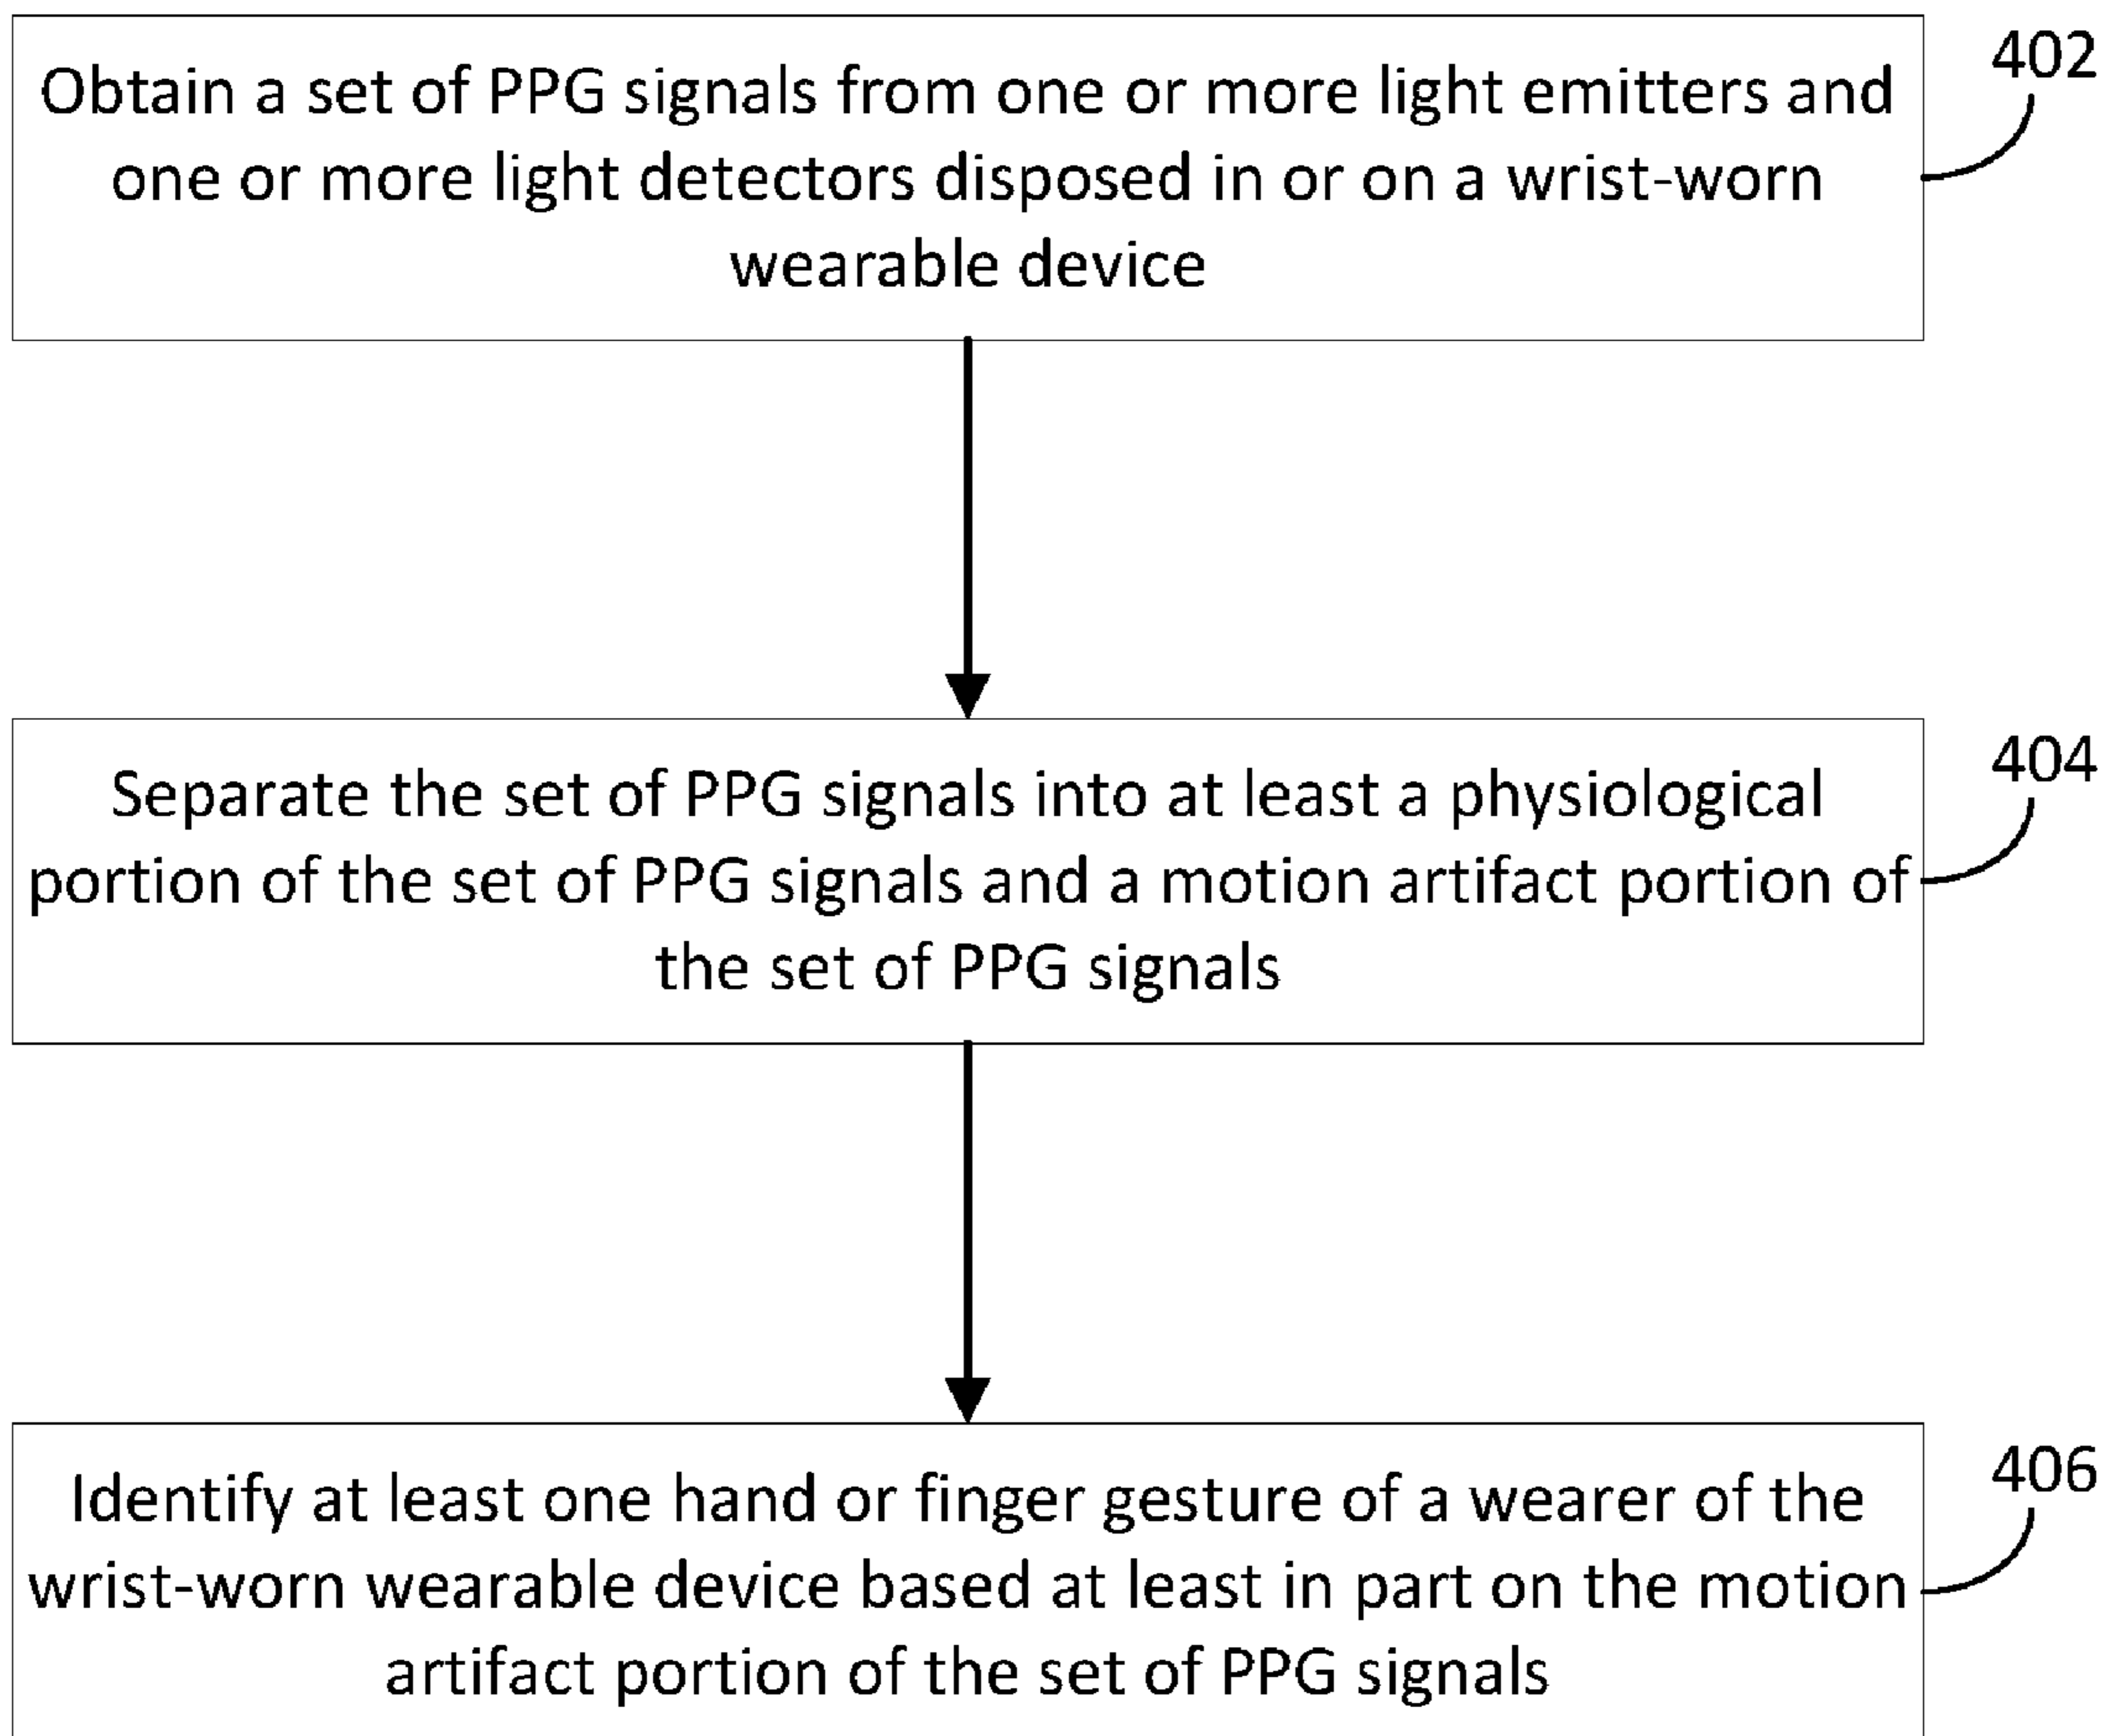 Obtain a set of PPG signals from one or more light emitters and
one or more light detectors disposed in or on a wrist-worn
wearable device
402
Separate the set of PPG signals into at least a physiological
portion of the set of PPG signals and a motion artifact portion of
the set of PPG signals
404
Identify at least one hand or finger gesture of a wearer of the
wrist-worn wearable device based at least in part on the motion
artifact portion of the set of PPG signals
406